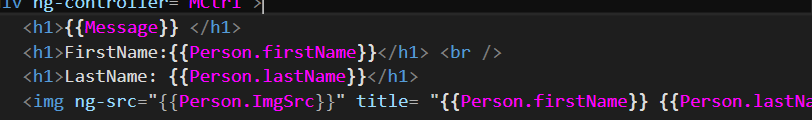 ng-controller="MCtrl">
<h1>{{Message}} </h1>
<h1>FirstName:{{Person.firstName}}</h1> <br />
<h1>LastName: {{Person.lastName}}</h1>
<img ng-src="{{Person.ImgSrc}}" title= "{{Person.firstName}} {{Person.lastNa